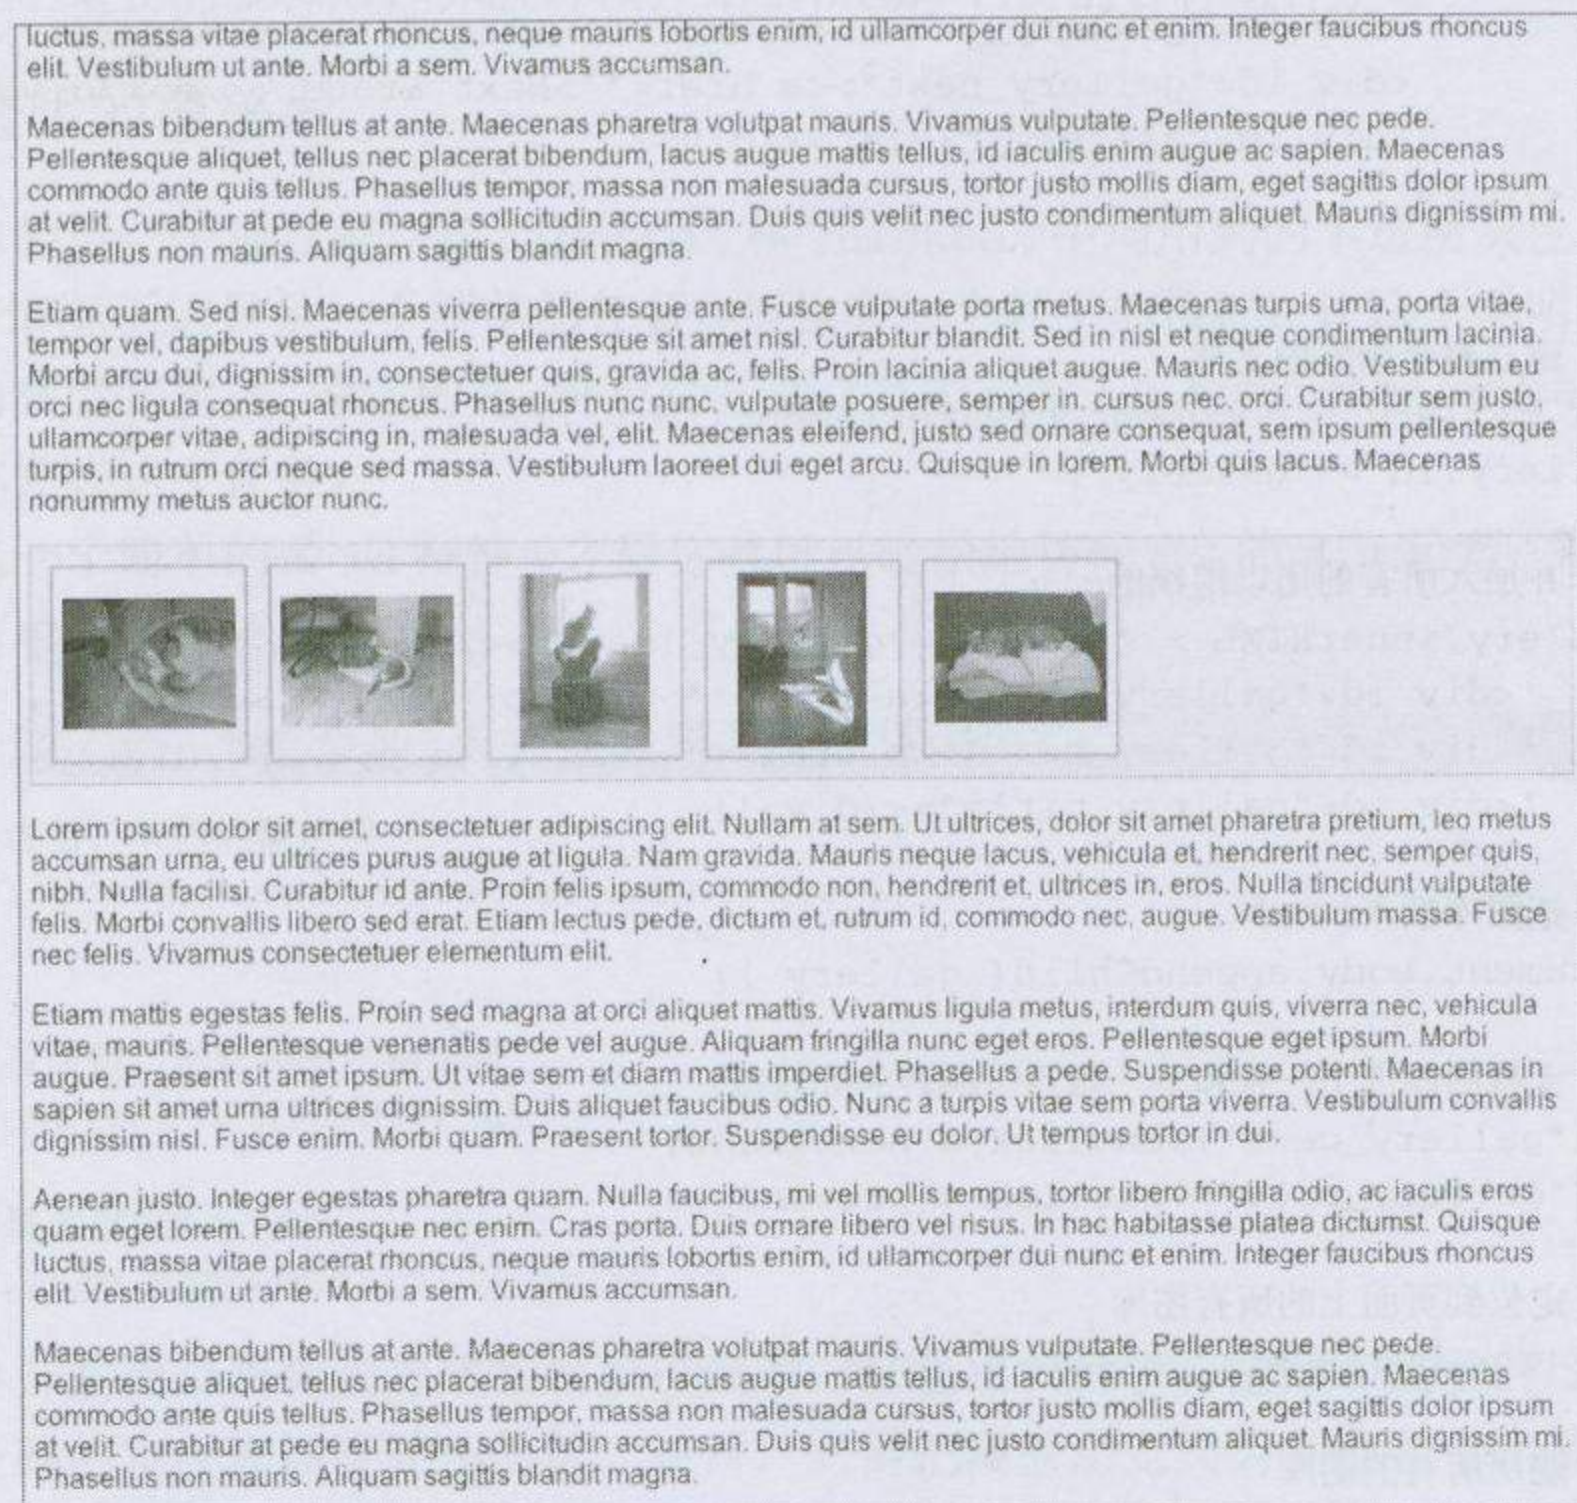 luctus, massa vitae placerat rhoncus, neque mauris lobortis enim, id ullamcorper dui nunc et enim. Integer faucibus rhoncus
elit. Vestibulum ut ante. Morbi a sem. Vivamus accumsan.
Maecenas bibendum tellus at ante. Maecenas pharetra volutpat mauris. Vivamus vulputate. Pellentesque nec pede.
Pellentesque aliquet, tellus nec placerat bibendum, lacus augue mattis tellus, id iaculis enim augue ac sapien. Maecenas
commodo ante quis tellus. Phasellus tempor, massa non malesuada cursus, tortor justo mollis diam, eget sagittis dolor ipsum
at velit. Curabitur at pede eu magna sollicitudin accumsan. Duis quis velit nec justo condimentum aliquet. Mauris dignissim mi.
Phasellus non mauris. Aliquam sagittis blandit magna.
Etiam quam. Sed nisi. Maecenas viverra pellentesque ante. Fusce vulputate porta metus. Maecenas turpis urna, porta vitae,
tempor vel, dapibus vestibulum, felis. Pellentesque sit amet nisl. Curabitur blandit. Sed in nisl et neque condimentum lacinia.
Morbi arcu dui, dignissim in, consectetuer quis, gravida ac, felis. Proin lacinia aliquet augue. Mauris nec odio. Vestibulum eu
orci nec ligula consequat rhoncus. Phasellus nunc nunc, vulputate posuere, semper in, cursus nec, orci. Curabitur sem justo,
ullamcorper vitae, adipiscing in, malesuada vel, elit. Maecenas eleifend, justo sed ornare consequat, sem ipsum pellentesque
turpis, in rutrum orci neque sed massa. Vestibulum laoreet dui eget arcu. Quisque in lorem. Morbi quis lacus. Maecenas
nonummy metus auctor nunc.
Lorem ipsum dolor sit amet, consectetuer adipiscing elit. Nullam at sem. Ut ultrices, dolor sit amet pharetra pretium, leo metus
accumsan urna, eu ultrices purus augue at ligula. Nam gravida. Mauris neque lacus, vehicula et, hendrerit nec, semper quis,
nibh. Nulla facilisi. Curabitur id ante. Proin felis ipsum, commodo non, hendrerit et, ultrices in, eros. Nulla tincidunt vulputate
felis. Morbi convallis libero sed erat. Etiam lectus pede, dictum et, rutrum id, commodo nec, augue. Vestibulum massa. Fusce
nec felis. Vivamus consectetuer elementum elit.
Etiam mattis egestas felis. Proin sed magna at orci aliquet mattis. Vivamus ligula metus, interdum quis, viverra nec, vehicula
vitae, mauris. Pellentesque venenatis pede vel augue. Aliquam fringilla nunc eget eros. Pellentesque eget ipsum. Morbi
augue. Praesent sit amet ipsum. Ut vitae sem et diam mattis imperdiet. Phasellus a pede. Suspendisse potenti. Maecenas in
sapien sit amet urna ultrices dignissim. Duis aliquet faucibus odio. Nunc a turpis vitae sem porta viverra. Vestibulum convallis
dignissim nisl. Fusce enim. Morbi quam. Praesent tortor. Suspendisse eu dolor. Ut tempus tortor in dui.
Aenean justo. Integer egestas pharetra quam. Nulla faucibus, mi vel mollis tempus, tortor libero fringilla odio, ac iaculis eros
quam eget lorem. Pellentesque nec enim. Cras porta. Duis ornare libero vel risus. In hac habitasse platea dictumst. Quisque
luctus, massa vitae placerat rhoncus, neque mauris lobortis enim, id ullamcorper dui nunc et enim. Integer faucibus rhoncus
elit. Vestibulum ut ante. Morbi a sem. Vivamus accumsan.
Maecenas bibendum tellus at ante. Maecenas pharetra volutpat mauris. Vivamus vulputate. Pellentesque nec pede.
Pellentesque aliquet, tellus nec placerat bibendum, lacus augue mattis tellus, id iaculis enim augue ac sapien. Maecenas
commodo ante quis tellus. Phasellus tempor, massa non malesuada cursus, tortor justo mollis diam, eget sagittis dolor ipsum
at velit. Curabitur at pede eu magna sollicitudin accumsan. Duis quis velit nec justo condimentum aliquet. Mauris dignissim mi.
Phasellus non mauris. Aliquam sagittis blandit magna.